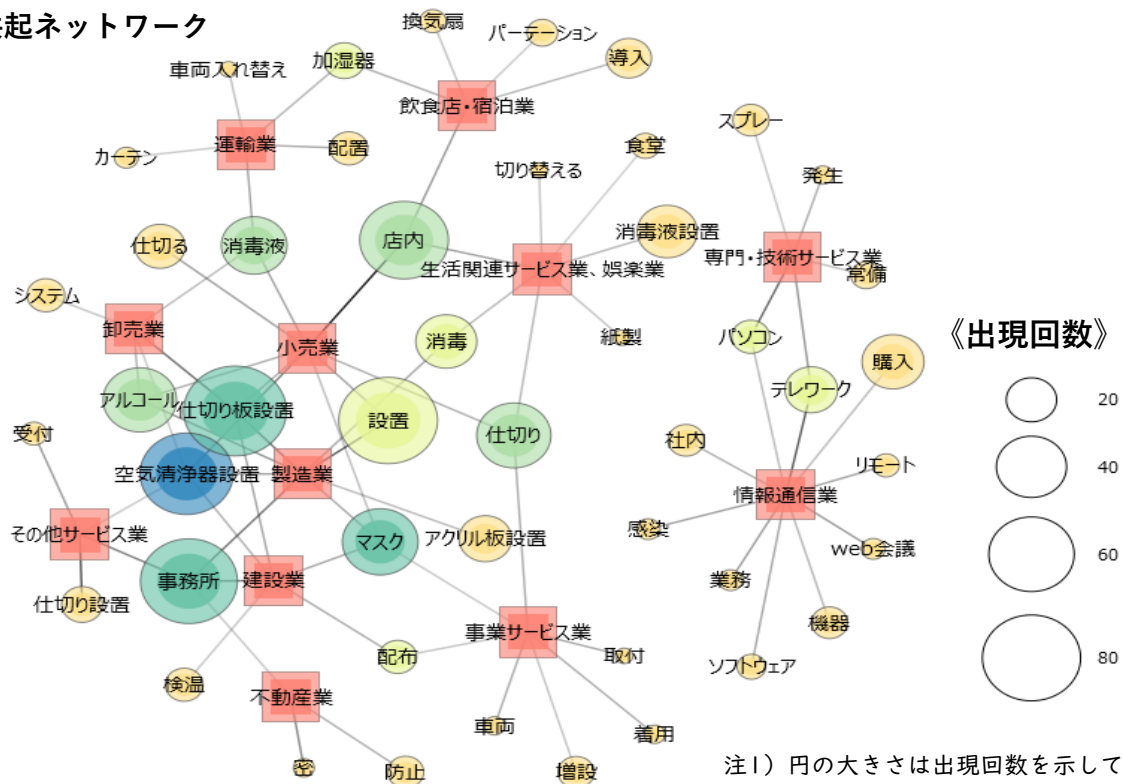 起ネットワーク
換気扇
パーテーション
導入
車両入れ替え
加湿器
飲食店・宿泊業
スプレー
運輸業
配置
食堂
カーテン
切り替える
発生
仕切る
消毒液
店内
消毒液設置
専門・技術サービス業
生活関連サービス業、娯楽業
常備
システム
卸売業
小売業
消毒
紙製
パソコン
《出現回数》
購入
アルコール
仕切り板設置
設置
テレワーク
20
受付
仕切り
社内
空気清浄器設置
製造業
リモート
40
情報通信業
その他サービス業
マスク
アクリル板設置
感染
web会議
60
事務所
建設業
業務
仕切り設置
機器
事業サービス業
配布
取付
ソフトウェア
80
検温
不動産業
車両
着用
密
防止
増設
注1）円の大きさは出現回数を示して